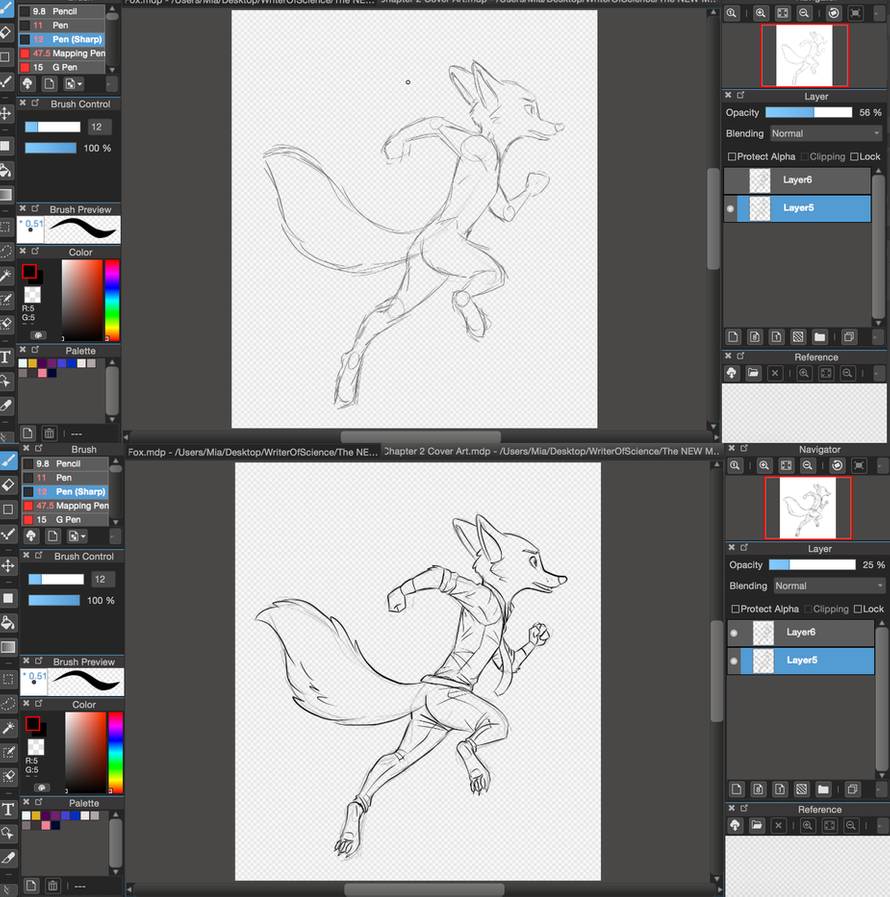 Fox.mdp - /Users/Mia/Desktop/WriterOfScience/The NE... Chapter 2 Cover Art.mdp - /Users/Mia/Desktop/WriterOfScience/The NEW M...
9.8 Pencil
11 Pen
12 Pen (Sharp)
47.5 Mapping Pen
15 G Pen
Brush Control
12
100 %
Brush Preview
* 0.51
Color
R:5
G:5
Palette
---
Layer
Opacity 56 %
Blending Normal
Protect Alpha Clipping Lock
Layer6
Layer5
Reference
Brush
Fox.mdp - /Users/Mia/Desktop/WriterOfScience/The NE... Chapter 2 Cover Art.mdp - /Users/Mia/Desktop/WriterOfScience/The NEW M...
Navigator
9.8 Pencil
11 Pen
12 Pen (Sharp)
47.5 Mapping Pen
15 G Pen
Brush Control
12
100 %
Brush Preview
* 0.51
Color
R:5
G:5
Palette
---
Layer
Opacity 25 %
Blending Normal
Protect Alpha Clipping Lock
Layer6
Layer5
Reference